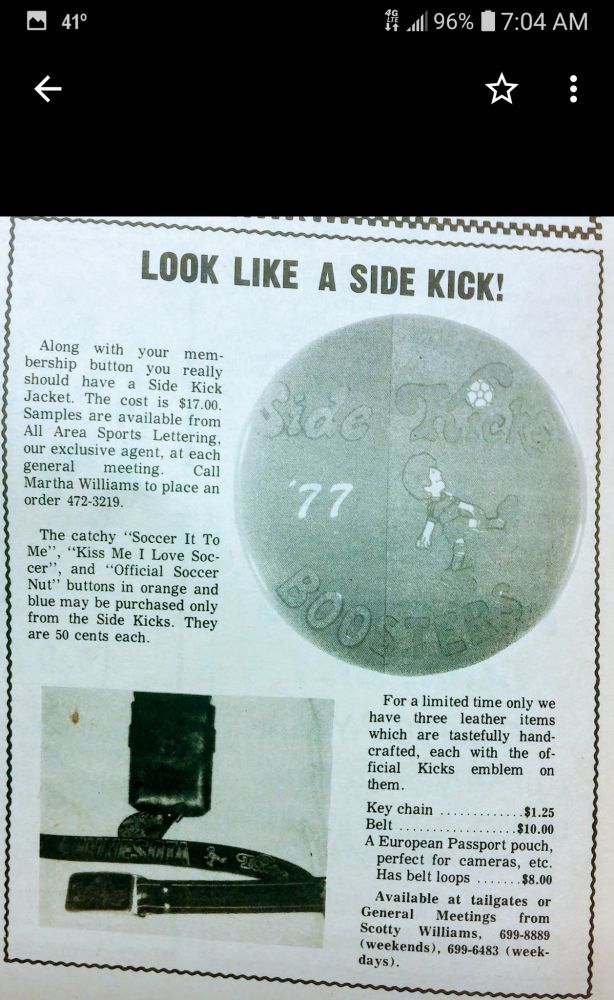 41°
4G
LTE
96%
7:04 AM
LOOK LIKE A SIDE KICK!
Along with your mem-
bership button you really
should have a Side Kick
Jacket. The cost is $17.00.
Samples are available from
All Area Sports Lettering,
our exclusive agent, at each
general meeting. Call
Martha Williams to place an
order 472-3219.
The catchy "Soccer It To
Me", "Kiss Me I Love Soc-
cer", and "Official Soccer
Nut" buttons in orange and
blue may be purchased only
from the Side Kicks. They
are 50 cents each.
Side Kicks
'77
BOOSTERS
For a limited time only we
have three leather items
which are tastefully hand-
crafted, each with the of-
ficial Kicks emblem on
them.
Key chain ............$1.25
Belt .................$10.00
A European Passport pouch,
perfect for cameras, etc.
Has belt loops .......$8.00
Available at tailgates or
General Meetings from
Scotty Williams, 699-8889
(weekends), 699-6483 (week-
days).